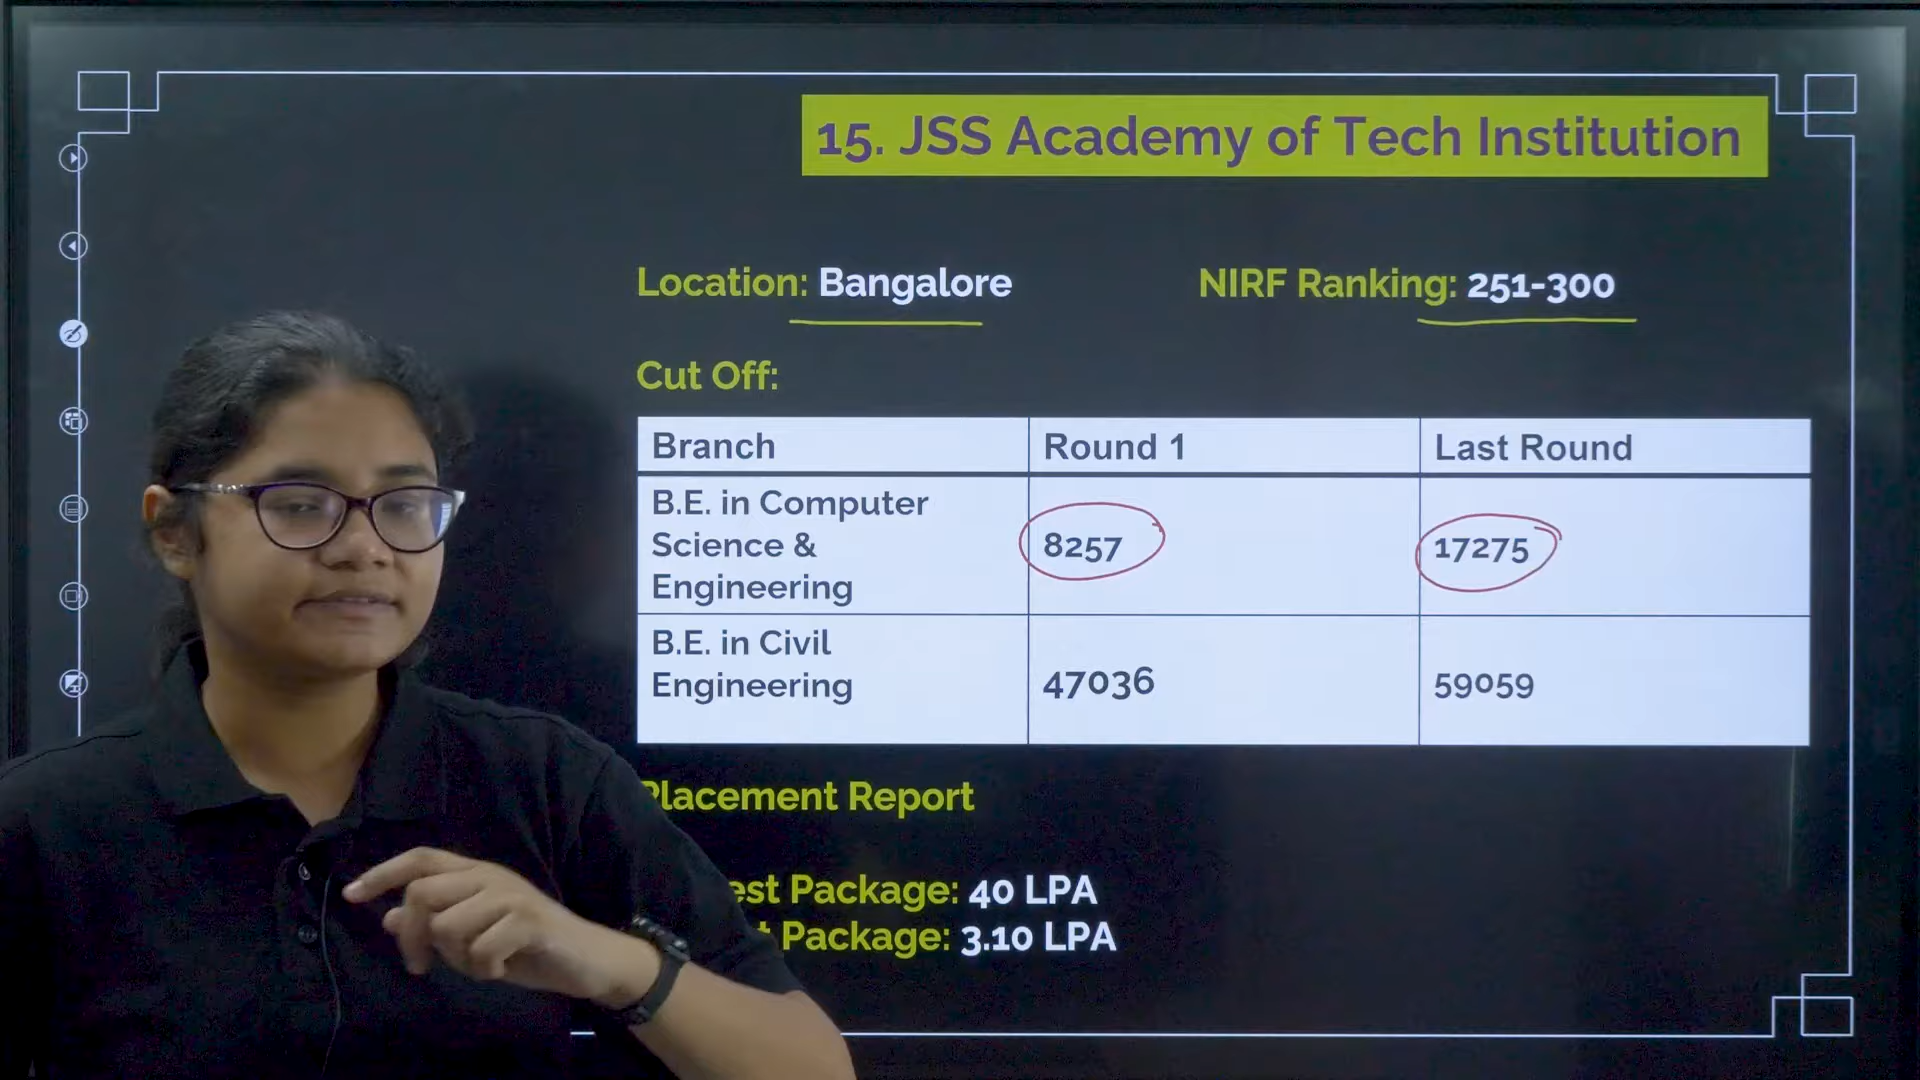 15. JSS Academy of Tech Institution
Location: Bangalore
NIRF Ranking: 251-300
Cut Off:
Branch Round 1 Last Round
B.E. in Computer
Science &
Engineering
8257 17275
B.E. in Civil
Engineering
47036 59059
Placement Report
est Package: 40 LPA
t Package: 3.10 LPA